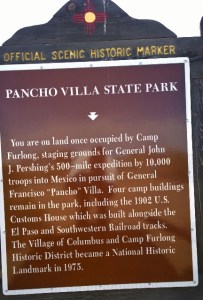 OFFICIAL SCENIC HISTORIC MARKER
PANCHO VILLA STATE PARK
You are on land once occupied by Camp
Furlong, staging grounds for General John
J. Pershing's 500-mile expedition by 10,000
troops into Mexico in pursuit of General
Francisco "Pancho" Villa. Four camp buildings
remain in the park, including the 1902 U.S.
Customs House which was built alongside the
El Paso and Southwestern Railroad tracks.
The Village of Columbus and Camp Furlong
Historic District became a National Historic
Landmark in 1975.